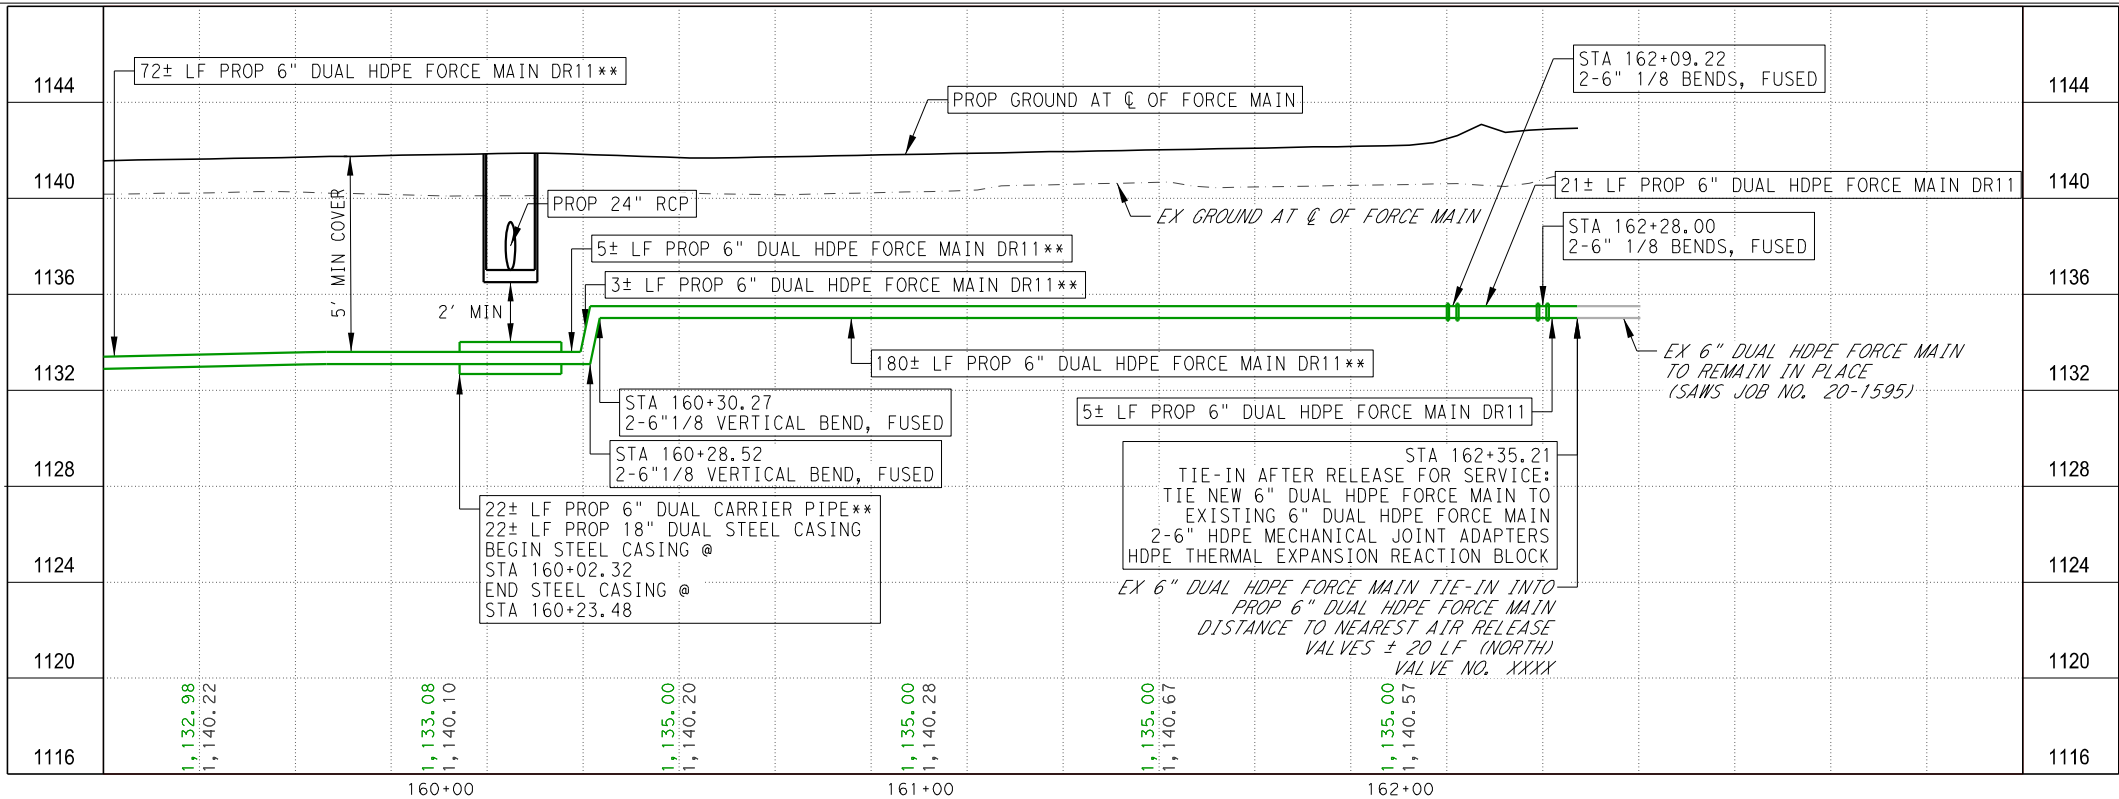 1144
1140
1136
1132
1128
1124
1120
1116
72± LF PROP 6" DUAL HDPE FORCE MAIN DR11**
PROP GROUND AT ℄ OF FORCE MAIN
STA 162+09.22
2-6" 1/8 BENDS, FUSED
5' MIN COVER
PROP 24" RCP
EX GROUND AT ℄ OF FORCE MAIN
21± LF PROP 6" DUAL HDPE FORCE MAIN DR11
STA 162+28.00
2-6" 1/8 BENDS, FUSED
5± LF PROP 6" DUAL HDPE FORCE MAIN DR11**
3± LF PROP 6" DUAL HDPE FORCE MAIN DR11**
2' MIN
180± LF PROP 6" DUAL HDPE FORCE MAIN DR11**
EX 6" DUAL HDPE FORCE MAIN
TO REMAIN IN PLACE
(SAWS JOB NO. 20-1595)
STA 160+30.27
2-6"1/8 VERTICAL BEND, FUSED
5± LF PROP 6" DUAL HDPE FORCE MAIN DR11
STA 160+28.52
2-6"1/8 VERTICAL BEND, FUSED
STA 162+35.21
TIE-IN AFTER RELEASE FOR SERVICE:
TIE NEW 6" DUAL HDPE FORCE MAIN TO
EXISTING 6" DUAL HDPE FORCE MAIN
2-6" HDPE MECHANICAL JOINT ADAPTERS
HDPE THERMAL EXPANSION REACTION BLOCK
22± LF PROP 6" DUAL CARRIER PIPE**
22± LF PROP 18" DUAL STEEL CASING
BEGIN STEEL CASING @
STA 160+02.32
END STEEL CASING @
STA 160+23.48
EX 6" DUAL HDPE FORCE MAIN TIE-IN INTO
PROP 6" DUAL HDPE FORCE MAIN
DISTANCE TO NEAREST AIR RELEASE
VALVES ± 20 LF (NORTH)
VALVE NO. XXXX
1,132.98
1,140.22
1,133.08
1,140.10
1,135.00
1,140.20
1,135.00
1,140.28
1,135.00
1,140.67
1,135.00
1,140.57
160+00
161+00
162+00
1144
1140
1136
1132
1128
1124
1120
1116